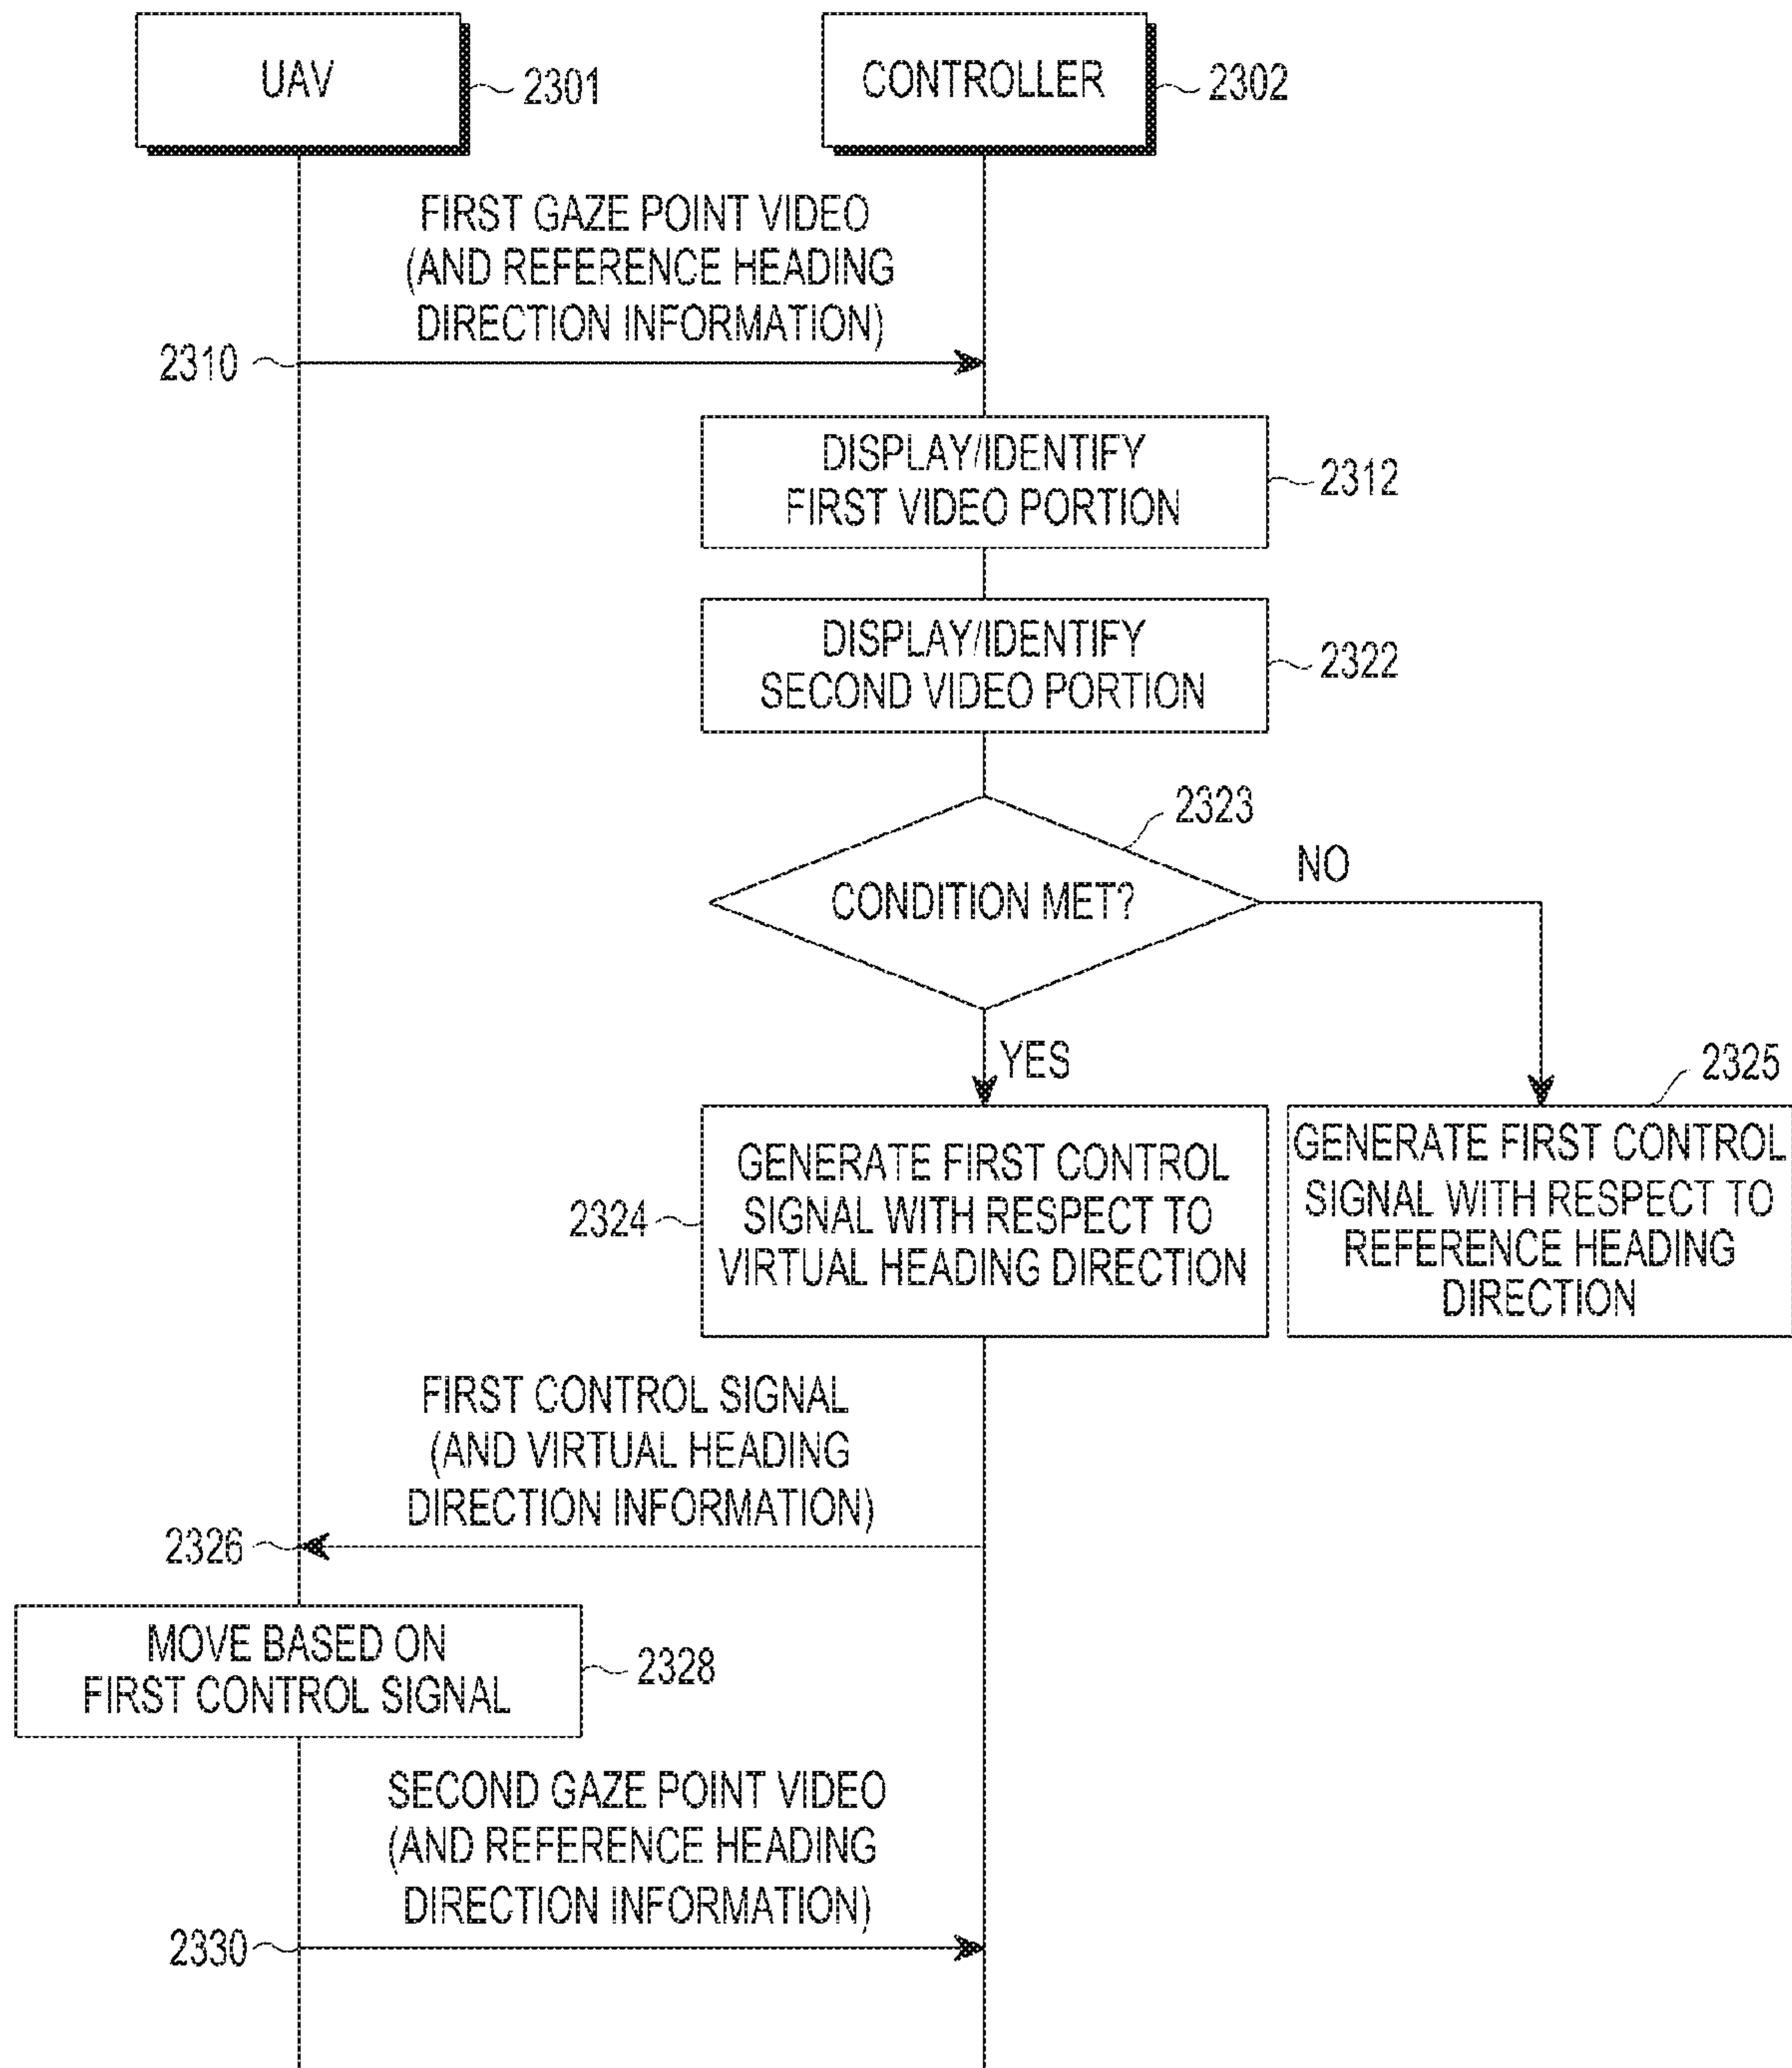 UAV
2301
CONTROLLER
2302
FIRST GAZE POINT VIDEO
(AND REFERENCE HEADING
DIRECTION INFORMATION)
2310
DISPLAY/IDENTIFY
FIRST VIDEO PORTION
2312
DISPLAY/IDENTIFY
SECOND VIDEO PORTION
2322
2323
CONDITION MET?
NO
YES
2325
GENERATE FIRST CONTROL
SIGNAL WITH RESPECT TO
VIRTUAL HEADING DIRECTION
2324
GENERATE FIRST CONTROL
SIGNAL WITH RESPECT TO
REFERENCE HEADING
DIRECTION
FIRST CONTROL SIGNAL
(AND VIRTUAL HEADING
DIRECTION INFORMATION)
2326
MOVE BASED ON
FIRST CONTROL SIGNAL
2328
SECOND GAZE POINT VIDEO
(AND REFERENCE HEADING
DIRECTION INFORMATION)
2330